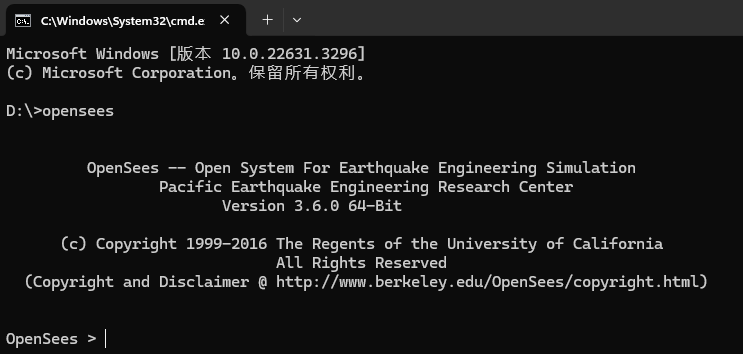 C:\Windows\System32\cmd.e
Microsoft Windows [版本 10.0.22631.3296]
(c) Microsoft Corporation。保留所有权利。
D:\>opensees
OpenSees -- Open System For Earthquake Engineering Simulation
Pacific Earthquake Engineering Research Center
Version 3.6.0 64-Bit
(c) Copyright 1999-2016 The Regents of the University of California
All Rights Reserved
(Copyright and Disclaimer @ http://www.berkeley.edu/OpenSees/copyright.html)
OpenSees >